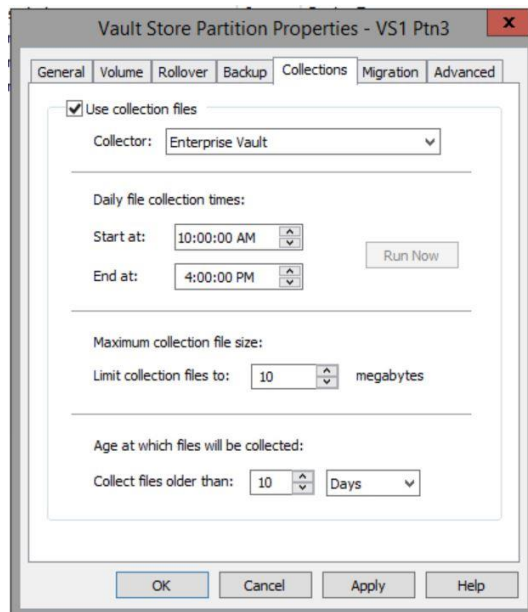 Vault Store Partition Properties - VS1 Ptn3
x
General Volume Rollover Backup Collections Migration Advanced
Use collection files
Collector: Enterprise Vault
Daily file collection times:
Start at: 10:00:00 AM
Run Now
End at: 4:00:00 PM
Maximum collection file size:
Limit collection files to: 10 megabytes
Age at which files will be collected:
Collect files older than: 10 Days
OK Cancel Apply Help